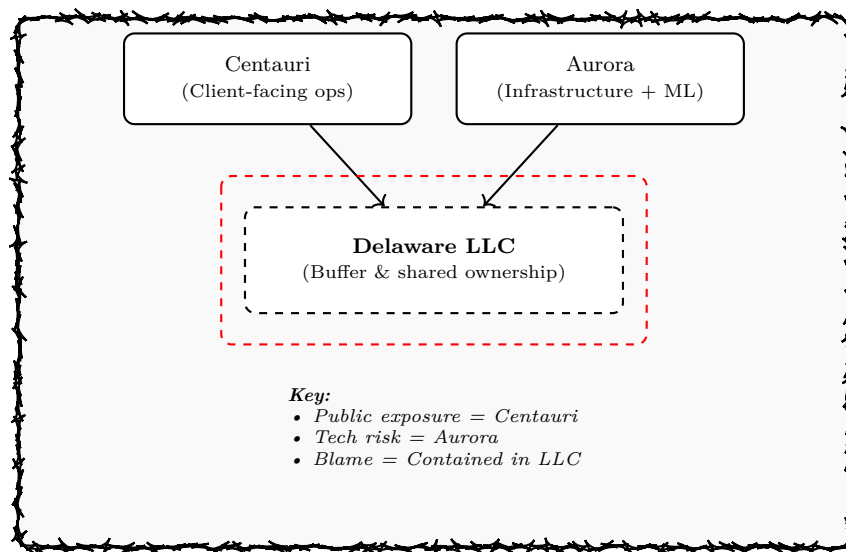 Centauri
(Client-facing ops)
Aurora
(Infrastructure + ML)
Delaware LLC
(Buffer & shared ownership)
Key:
• Public exposure = Centauri
• Tech risk = Aurora
• Blame = Contained in LLC